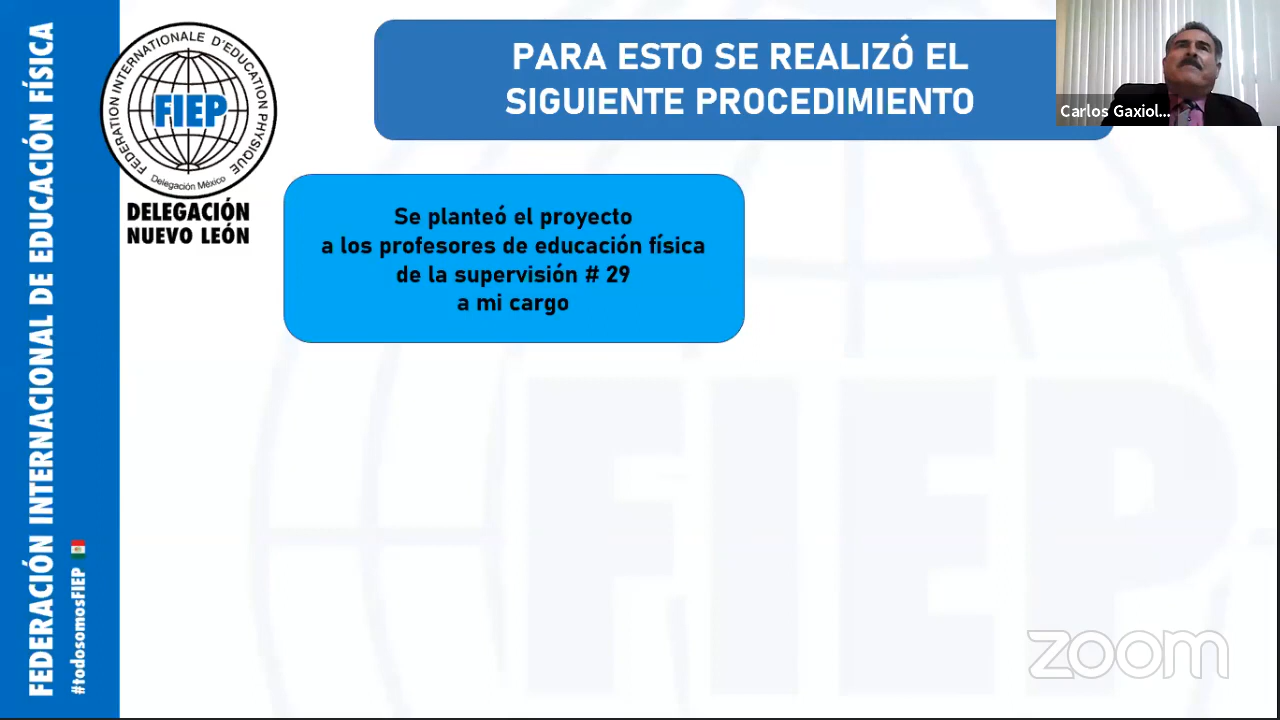 FEDERACIÓN INTERNACIONAL DE EDUCACIÓN FÍSICA
#todosomosFIEP
FEDERATION INTERNATIONALE D'EDUCATION PHYSIQUE
FIEP
Delegación México
DELEGACIÓN
NUEVO LEÓN
PARA ESTO SE REALIZÓ EL
SIGUIENTE PROCEDIMIENTO
Carlos Gaxiol...
Se planteó el proyecto
a los profesores de educación física
de la supervisión # 29
a mi cargo
FIEP
zoom